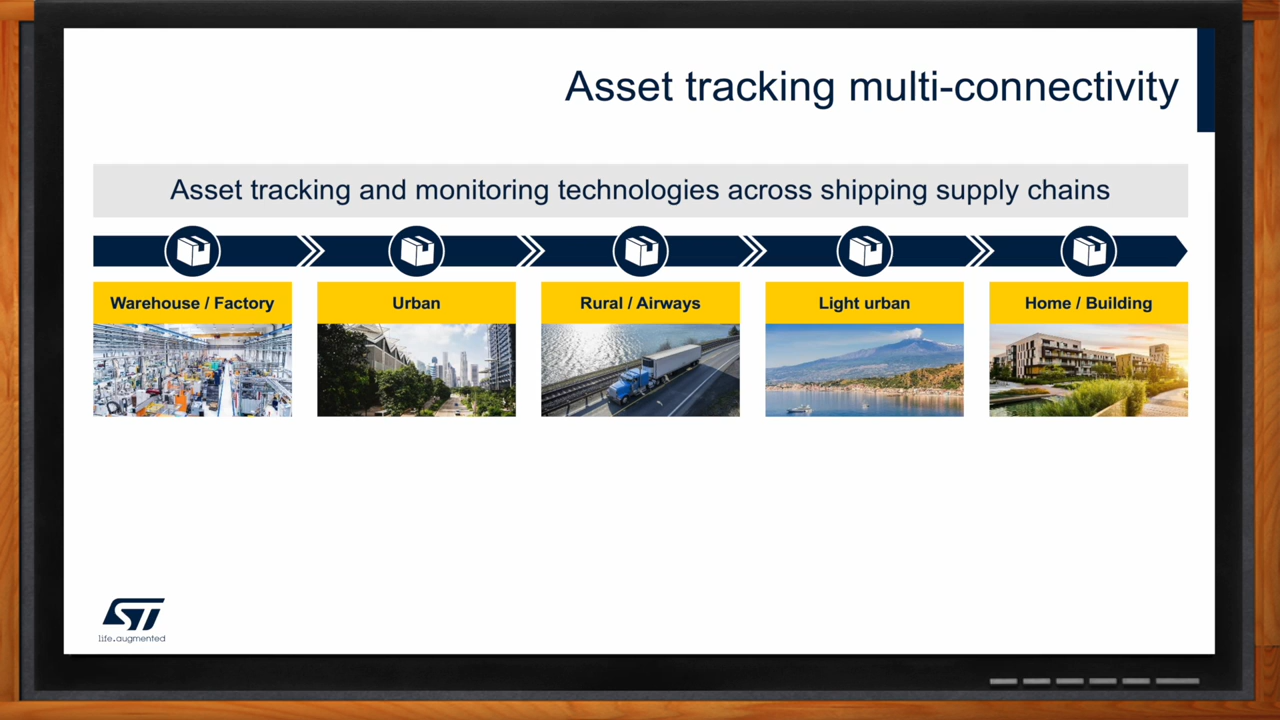 Asset tracking multi-connectivity
Asset tracking and monitoring technologies across shipping supply chains
Warehouse / Factory
Urban
Rural / Airways
Light urban
Home / Building
ST
life.augmented